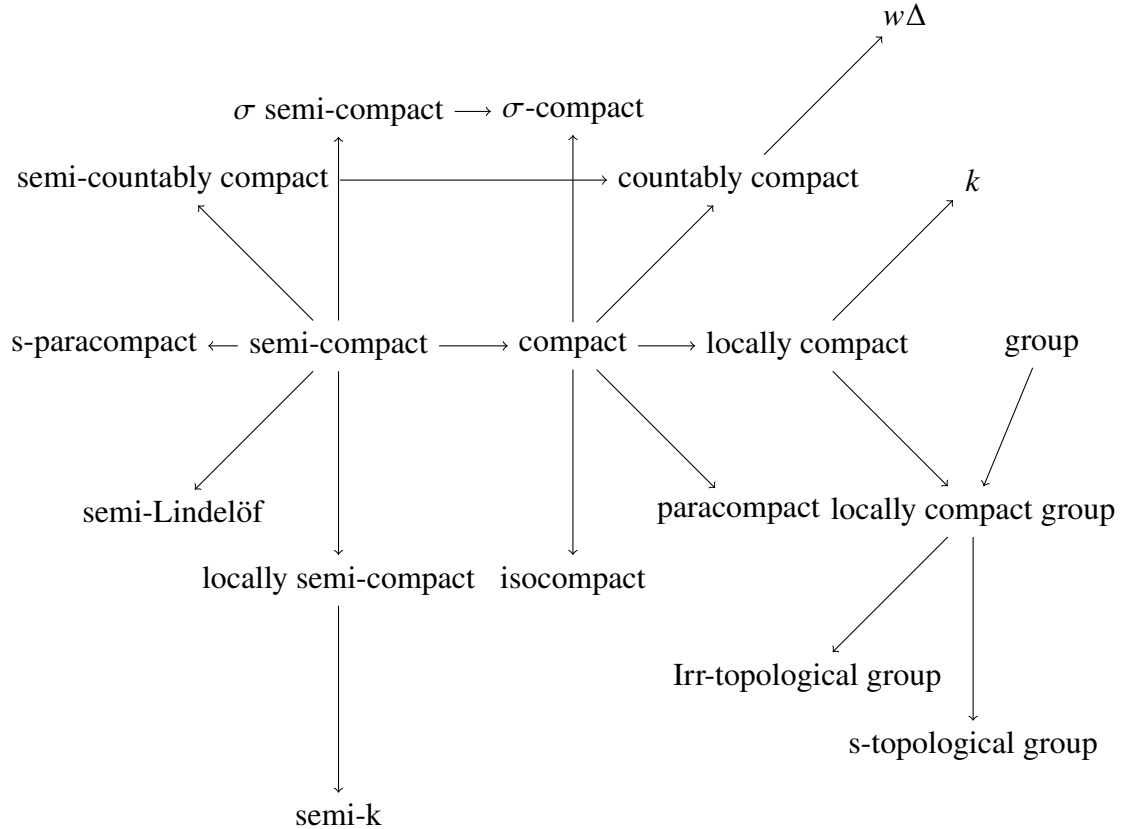 wΔ
σ semi-compact
σ-compact
semi-countably compact
countably compact
k
s-paracompact
semi-compact
compact
locally compact
group
semi-Lindelöf
paracompact
locally compact group
locally semi-compact
isocompact
Irr-topological group
s-topological group
semi-k